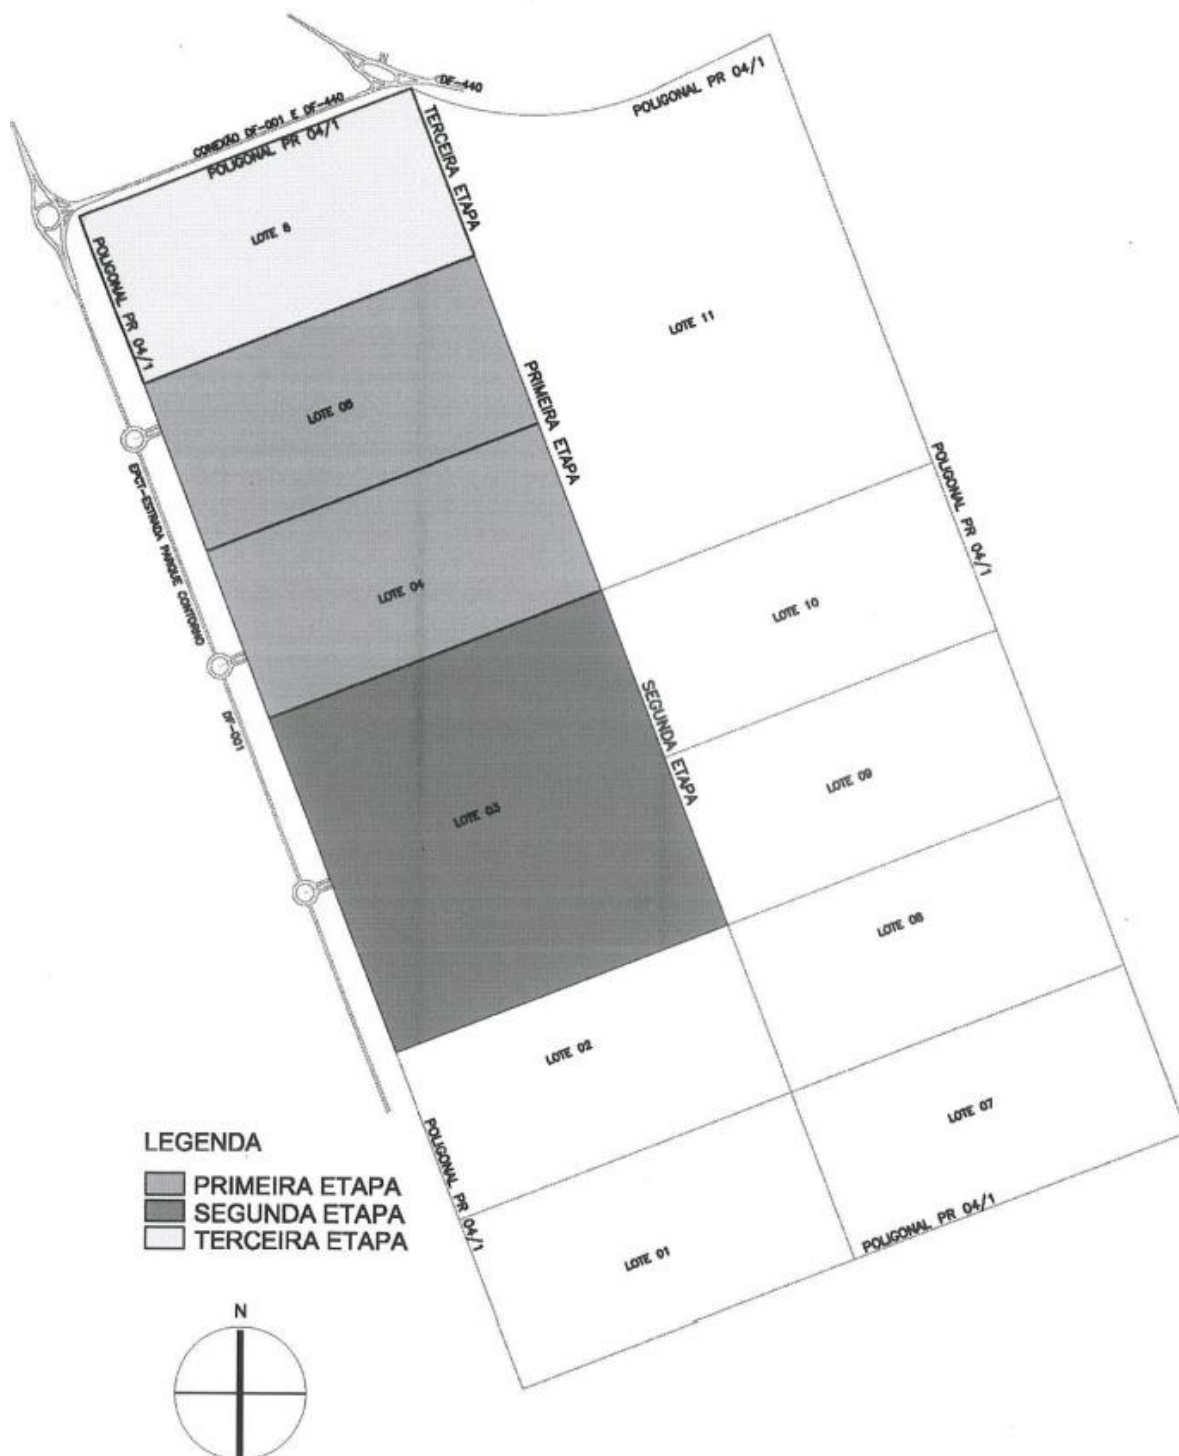 DF-440
CONEXÃO DF-001 E DF-440
POLIGONAL PR 04/1
POLIGONAL PR 04/1
TERCEIRA ETAPA
LOTE 6
POLIGONAL PR 04/1
LOTE 11
LOTE 05
PRIMEIRA ETAPA
POLIGONAL PR 04/1
EPCT-ESTRADA PARQUE CONTORNO
LOTE 04
LOTE 10
DF-001
SEGUNDA ETAPA
LOTE 03
LOTE 09
LOTE 08
LOTE 02
LOTE 07
POLIGONAL PR 04/1
POLIGONAL PR 04/1
LOTE 01
LEGENDA
PRIMEIRA ETAPA
SEGUNDA ETAPA
TERCEIRA ETAPA
N